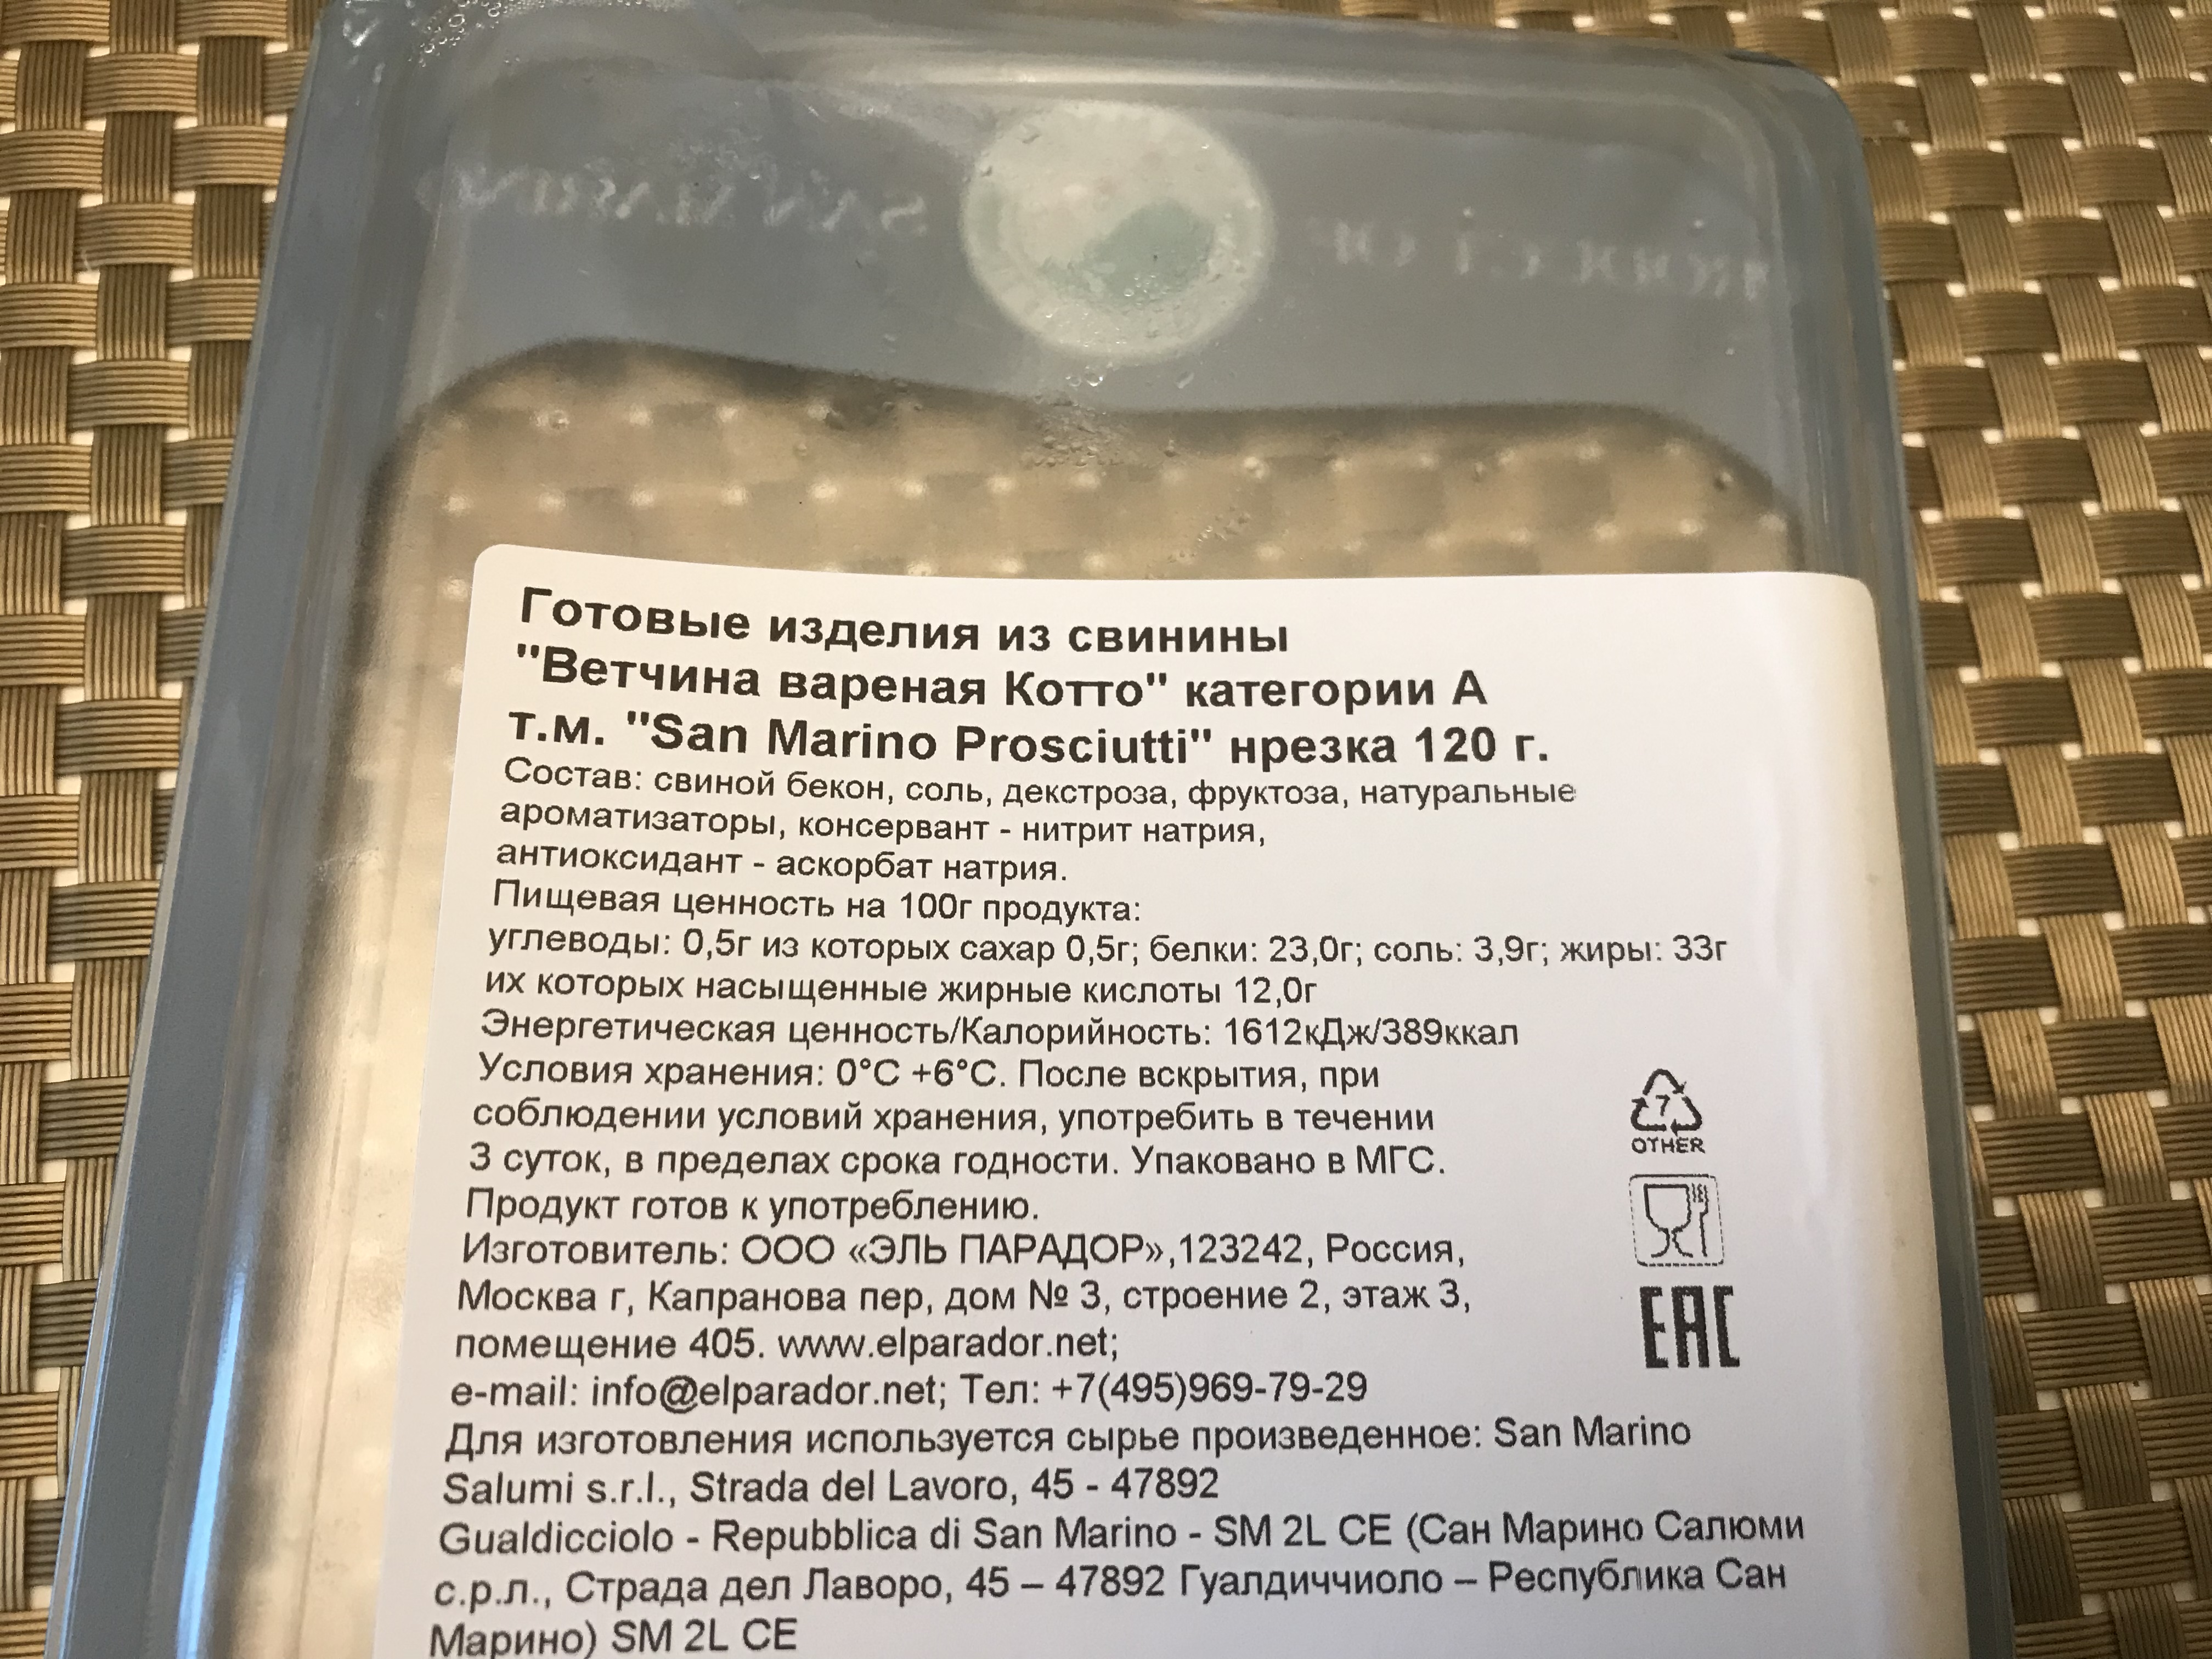 Готовые изделия из свинины
"Ветчина вареная Котто" категории А
т.м. "San Marino Prosciutti" нрезка 120 г.
Состав: свиной бекон, соль, декстроза, фруктоза, натуральные
ароматизаторы, консервант - нитрит натрия,
антиоксидант - аскорбат натрия.
Пищевая ценность на 100г продукта:
углеводы: 0,5г из которых сахар 0,5г; белки: 23,0г; соль: 3,9г; жиры: 33г
их которых насыщенные жирные кислоты 12,0г
Энергетическая ценность/Калорийность: 1612кДж/389ккал
Условия хранения: 0°С +6°С. После вскрытия, при
соблюдении условий хранения, употребить в течении
3 суток, в пределах срока годности. Упаковано в МГС.
Продукт готов к употреблению.
Изготовитель: ООО «ЭЛЬ ПАРАДОР»,123242, Россия,
Москва г, Капранова пер, дом № 3, строение 2, этаж 3,
помещение 405. www.elparador.net;
e-mail: info@elparador.net; Тел: +7(495)969-79-29
Для изготовления используется сырье произведенное: San Marino
Salumi s.r.l., Strada del Lavoro, 45 - 47892
Gualdicciolo - Repubblica di San Marino - SM 2L CE (Сан Марино Салюми
с.р.л., Страда дел Лаворо, 45 – 47892 Гуалдиччиоло – Республика Сан
Марино) SM 2L CE
7
OTHER
EAC
SAN MARINO